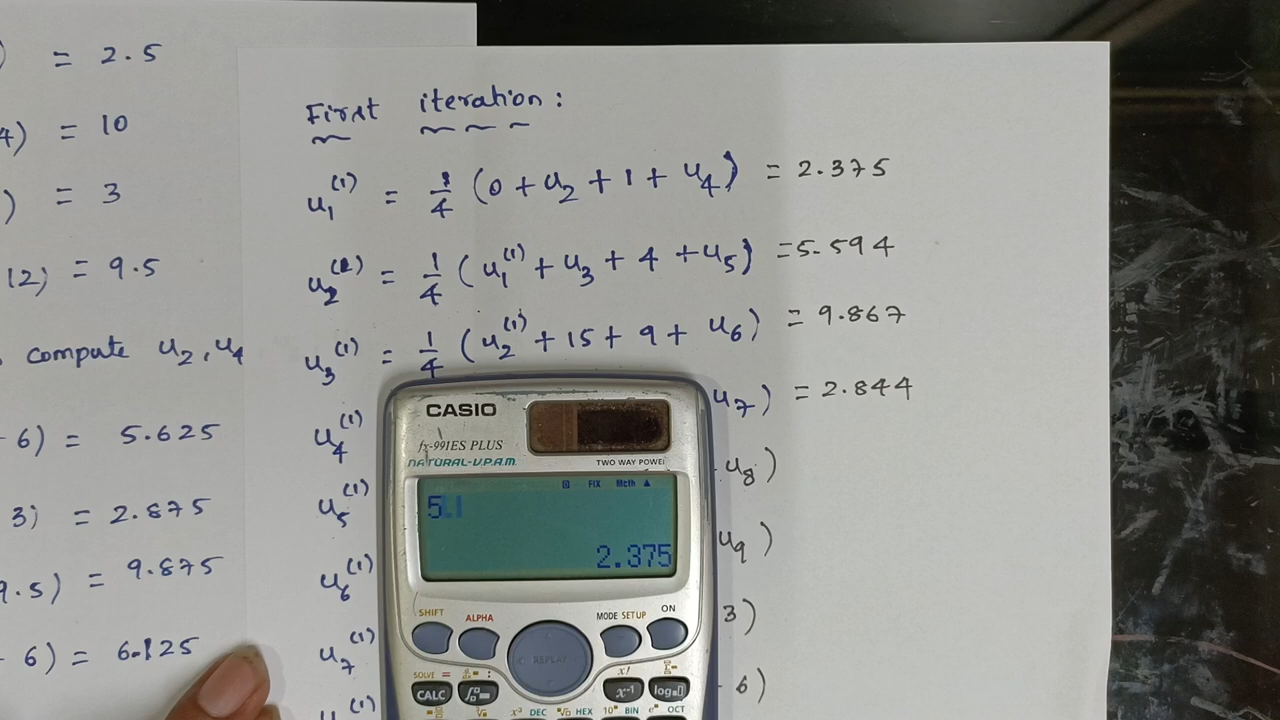 ) = 2.5
4) = 10
) = 3
12) = 9.5
compute u₂, u₄
6) = 5.625
3) = 2.875
9.5) = 9.875
6) = 6.125
First iteration:
u₁⁽¹⁾ = 1/4 (0 + u₂ + 1 + u₄) = 2.375
u₂⁽¹⁾ = 1/4 (u₁⁽¹⁾ + u₃ + 4 + u₅) = 5.594
u₃⁽¹⁾ = 1/4 (u₂⁽¹⁾ + 15 + 9 + u₆) = 9.867
u₄⁽¹⁾ u₇) = 2.844
u₅⁽¹⁾ u₈)
u₆⁽¹⁾ u₉)
u₇⁽¹⁾ 3)
u ⁽¹⁾ - 6)
CASIO
fx-991ES PLUS
NATURAL-V.P.A.M.
TWO WAY POWER
D FIX Math ▲
2.375
SHIFT ALPHA MODE SETUP ON
REPLAY
SOLVE = x!
CALC x⁻¹ log
x³ DEC HEX 10 BIN e OCT